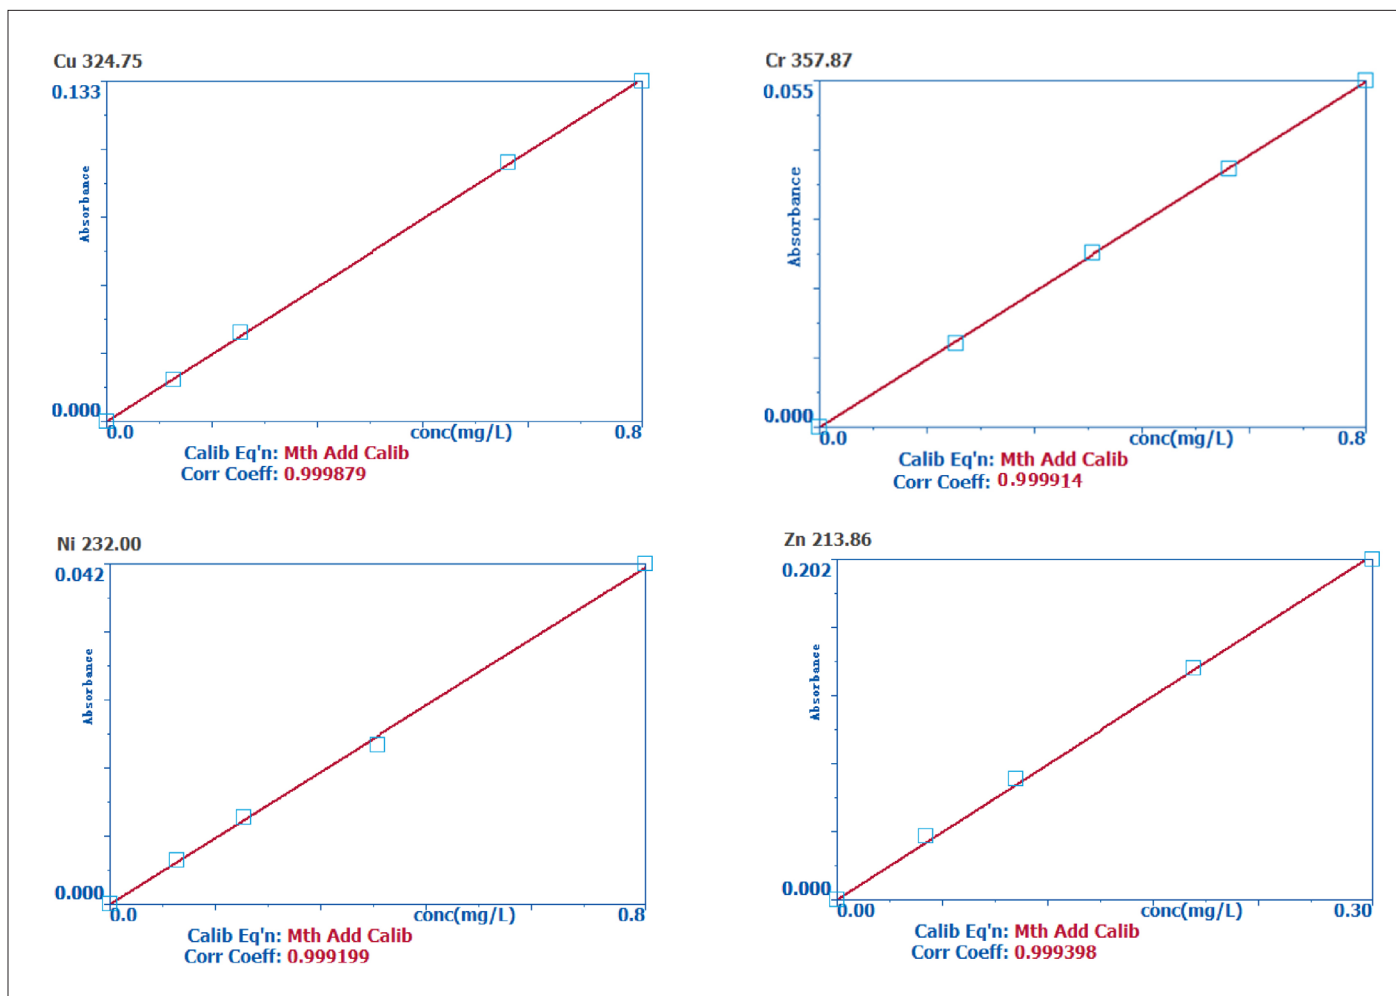 Cu 324.75
0.133
Absorbance
0.000
0.0 conc(mg/L) 0.8
Calib Eq'n: Mth Add Calib
Corr Coeff: 0.999879
Cr 357.87
0.055
Absorbance
0.000
0.0 conc(mg/L) 0.8
Calib Eq'n: Mth Add Calib
Corr Coeff: 0.999914
Ni 232.00
0.042
Absorbance
0.000
0.0 conc(mg/L) 0.8
Calib Eq'n: Mth Add Calib
Corr Coeff: 0.999199
Zn 213.86
0.202
Absorbance
0.000
0.00 conc(mg/L) 0.30
Calib Eq'n: Mth Add Calib
Corr Coeff: 0.999398